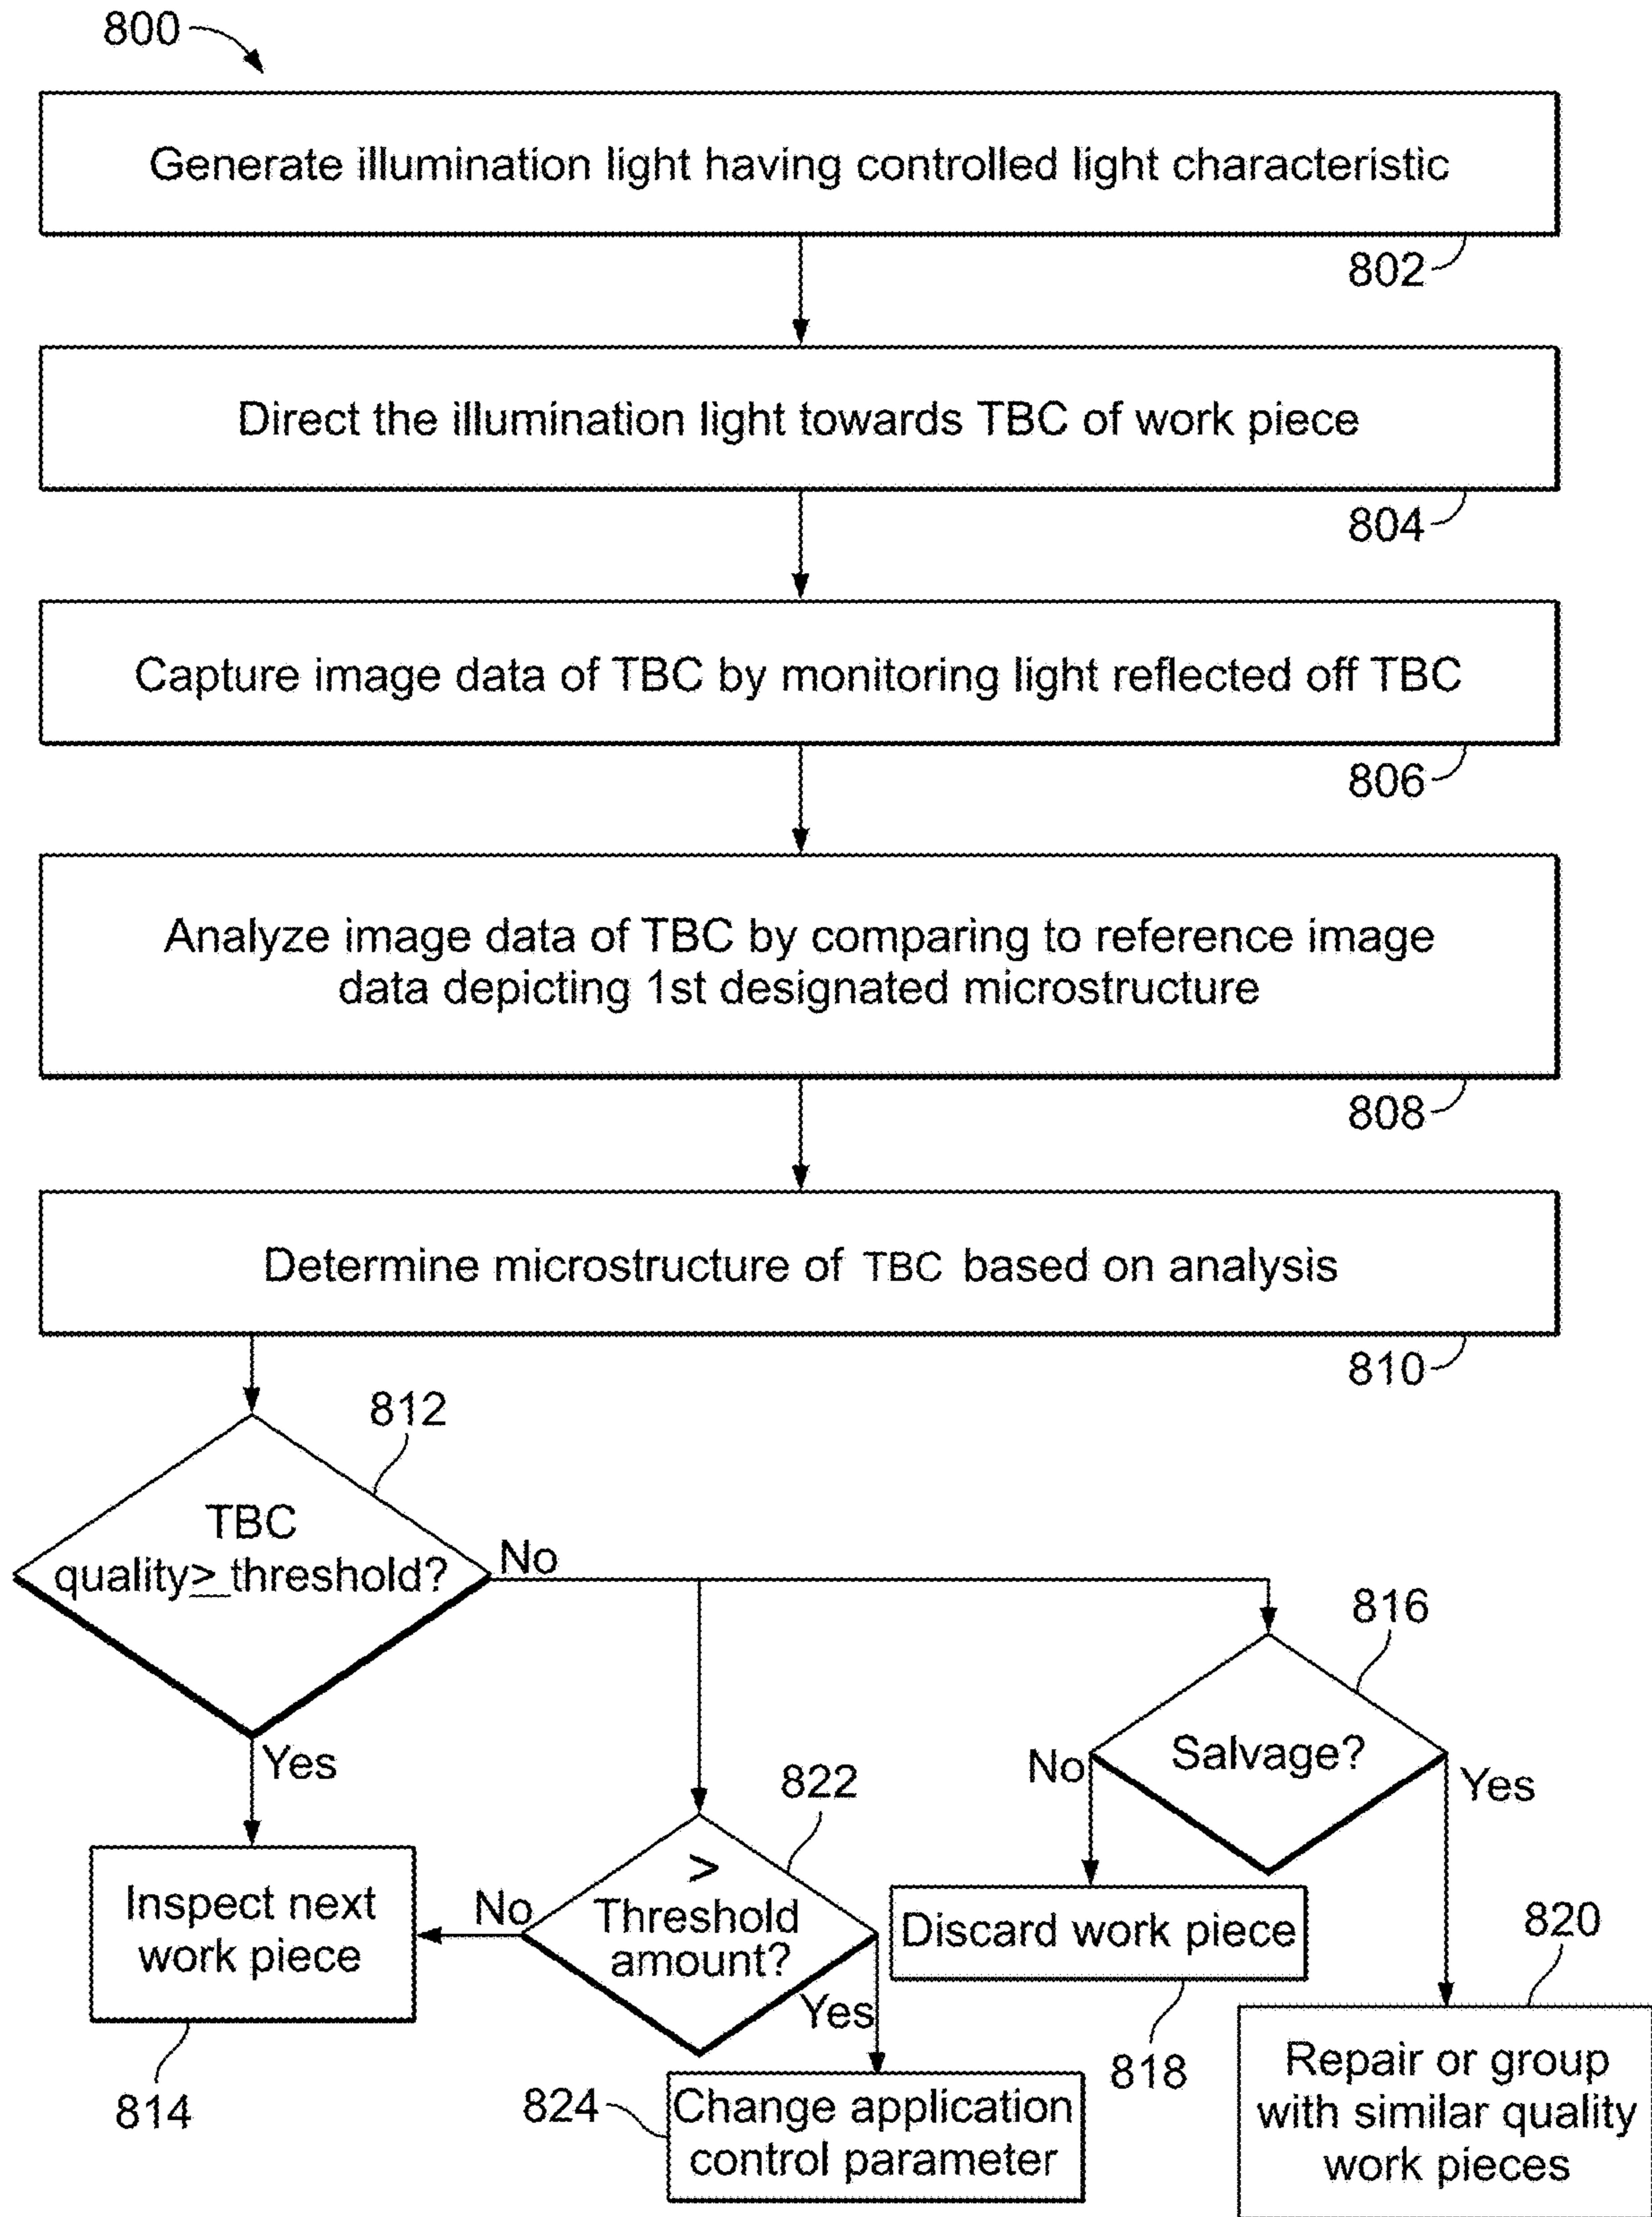 800
Generate illumination light having controlled light characteristic
802
Direct the illumination light towards TBC of work piece
804
Capture image data of TBC by monitoring light reflected off TBC
806
Analyze image data of TBC by comparing to reference image
data depicting 1st designated microstructure
808
Determine microstructure of TBC based on analysis
810
812
TBC
quality≥threshold?
No
Yes
816
Salvage?
No
Yes
822
>
Threshold
amount?
No
Yes
Inspect next
work piece
814
Discard work piece
818
820
Repair or group
with similar quality
work pieces
824
Change application
control parameter